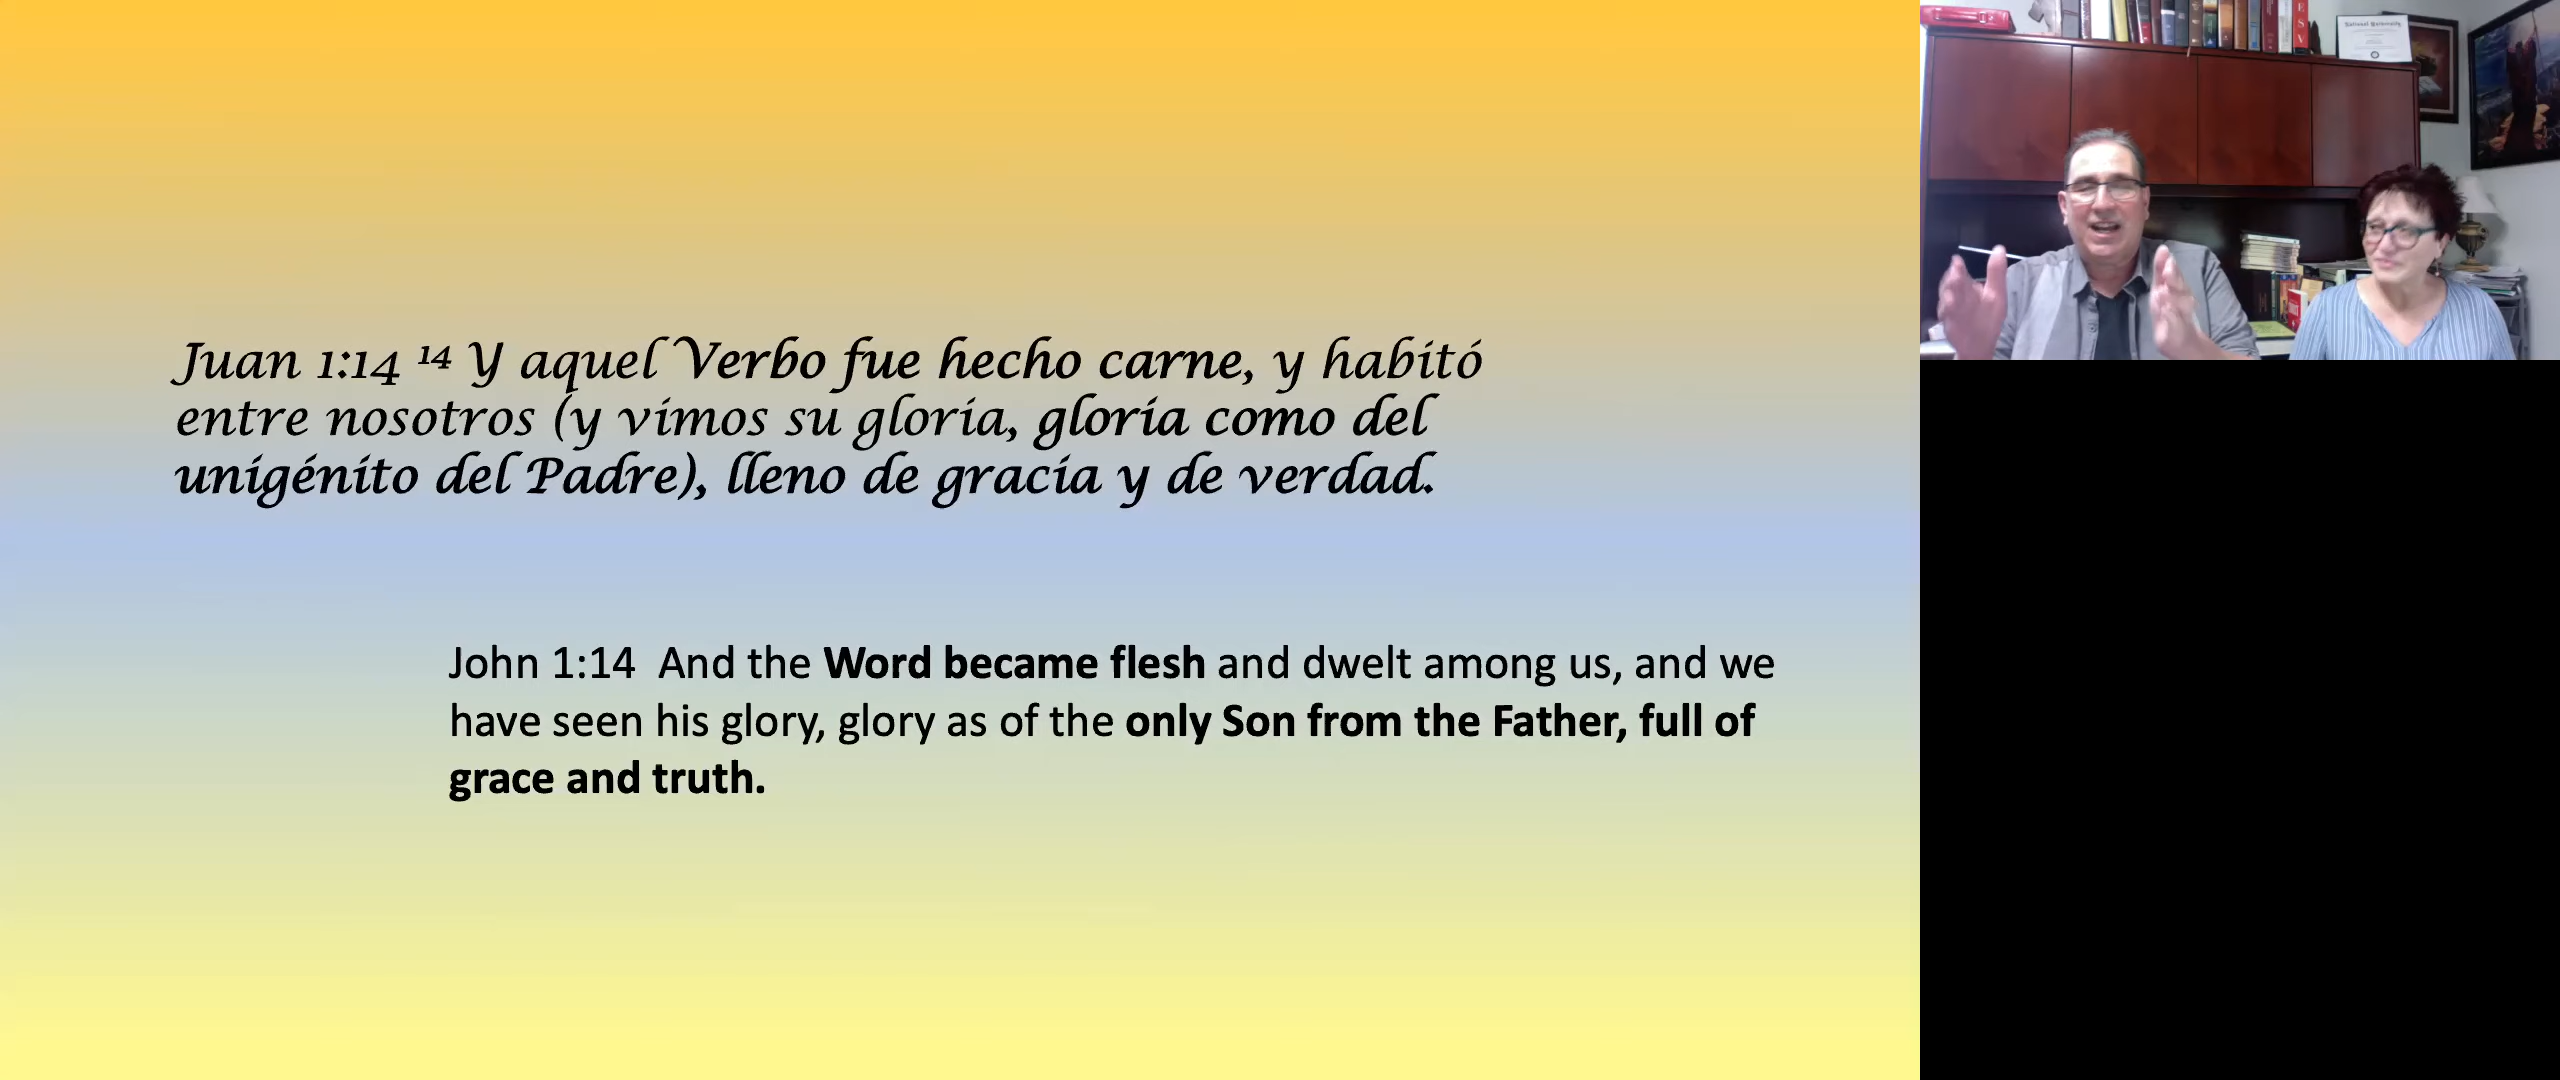 Juan 1:14 ¹⁴ Y aquel Verbo fue hecho carne, y habitó
entre nosotros (y vimos su gloria, gloria como del
unigénito del Padre), lleno de gracia y de verdad.
John 1:14 And the Word became flesh and dwelt among us, and we
have seen his glory, glory as of the only Son from the Father, full of
grace and truth.
ESV
National University